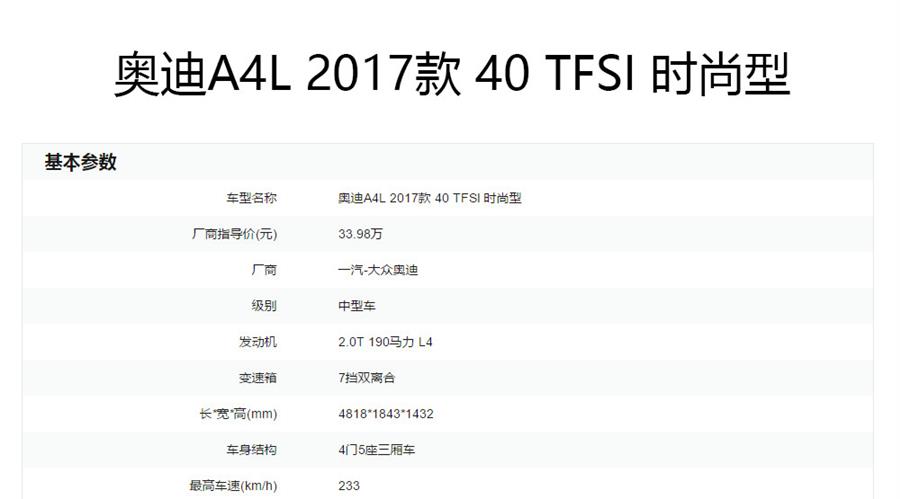 奥迪A4L 2017款 40 TFSI 时尚型
基本参数
车型名称 奥迪A4L 2017款 40 TFSI 时尚型
厂商指导价(元) 33.98万
厂商 一汽-大众奥迪
级别 中型车
发动机 2.0T 190马力 L4
变速箱 7挡双离合
长*宽*高(mm) 4818*1843*1432
车身结构 4门5座三厢车
最高车速(km/h) 233